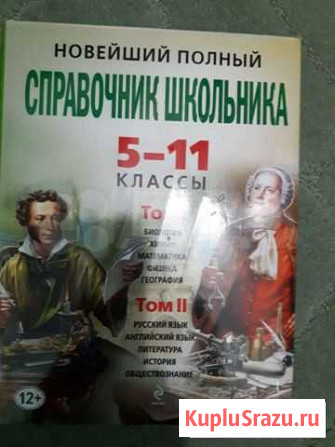 НОВЕЙШИЙ ПОЛНЫЙ
СПРАВОЧНИК ШКОЛЬНИКА
5–11
КЛАССЫ
БИОЛОГИЯ
ХИМИЯ
МАТЕМАТИКА
ФИЗИКА
ГЕОГРАФИЯ
Том II
РУССКИЙ ЯЗЫК
АНГЛИЙСКИЙ ЯЗЫК
ЛИТЕРАТУРА
ИСТОРИЯ
ОБЩЕСТВОЗНАНИЕ
12+
KupluSrazu.ru